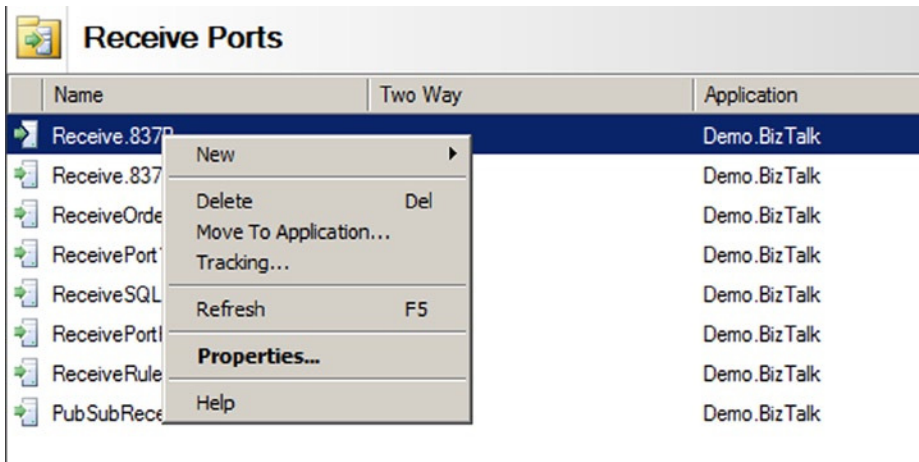 Receive Ports
Name Two Way Application
Receive.837P Demo.BizTalk
New
Receive.837 Demo.BizTalk
Delete Del
ReceiveOrde Demo.BizTalk
Move To Application...
ReceivePort Demo.BizTalk
Tracking...
ReceiveSQL Demo.BizTalk
Refresh F5
ReceivePort Demo.BizTalk
Properties...
ReceiveRule Demo.BizTalk
Help
PubSubRece Demo.BizTalk